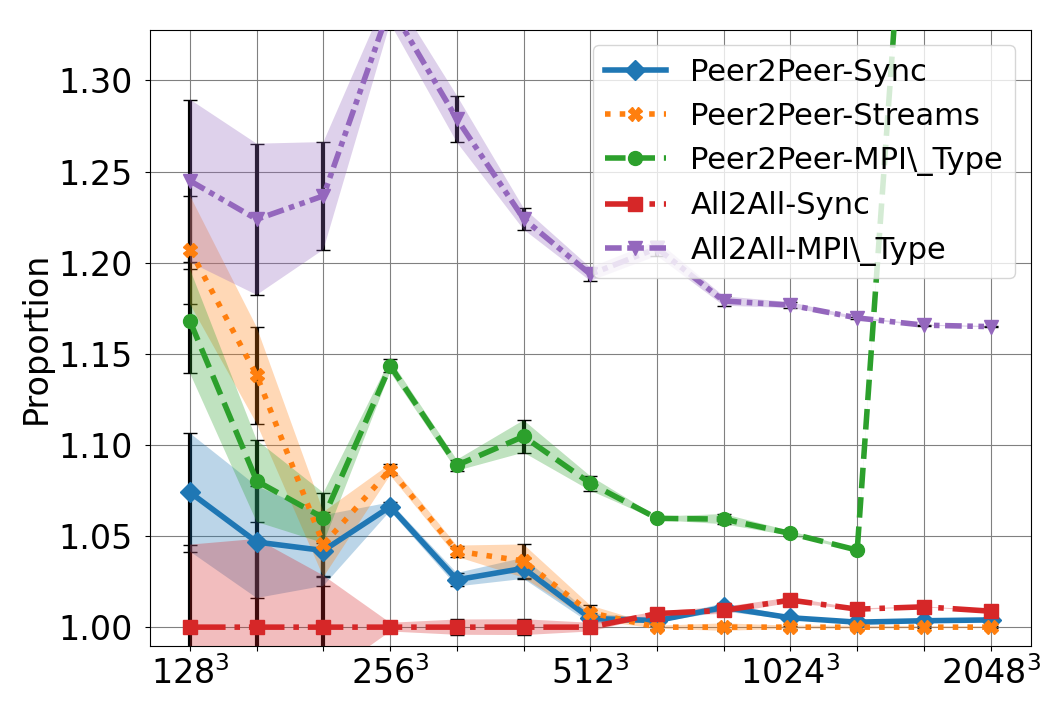 1.30
1.25
1.20
1.15
1.10
1.05
1.00
Proportion
Peer2Peer-Sync
Peer2Peer-Streams
Peer2Peer-MPI\_Type
All2All-Sync
All2All-MPI\_Type
128³ 256³ 512³ 1024³ 2048³